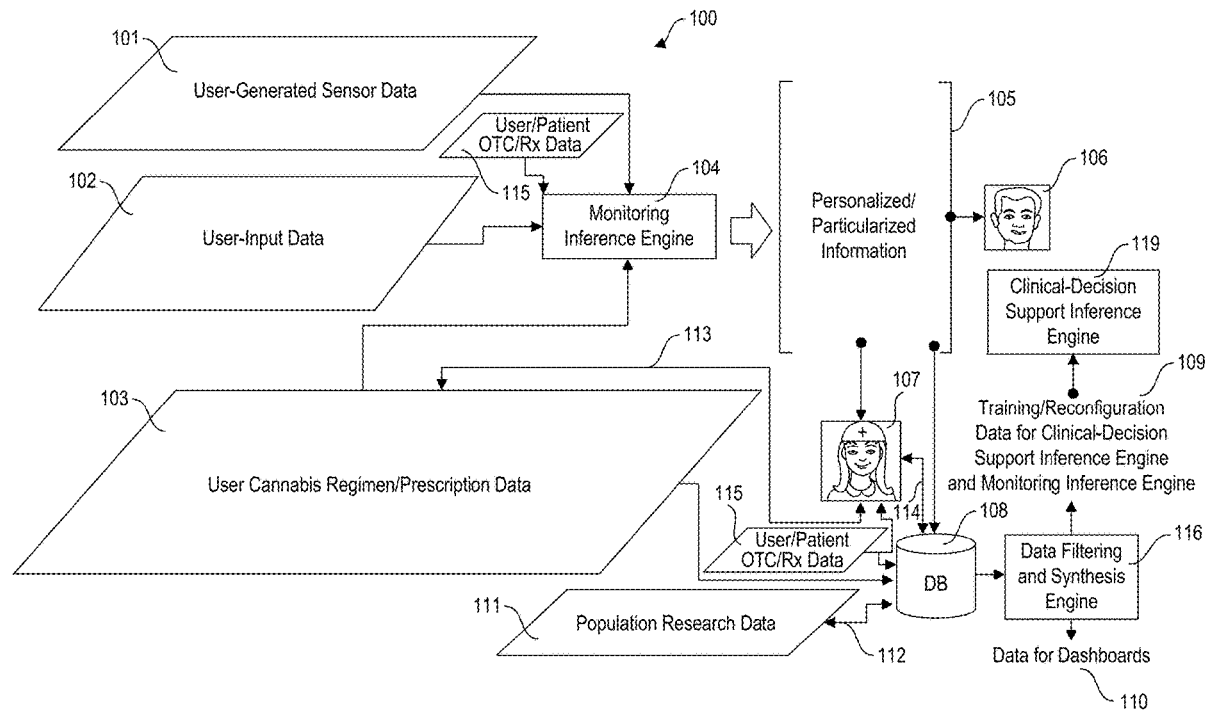 100
101
User-Generated Sensor Data
User/Patient
OTC/Rx Data
115
105
106
102
User-Input Data
104
Monitoring
Inference Engine
Personalized/
Particularized
Information
119
Clinical-Decision
Support Inference
Engine
113
103
User Cannabis Regimen/Prescription Data
107
109
Training/Reconfiguration
Data for Clinical-Decision
Support Inference Engine
and Monitoring Inference Engine
114
115
User/Patient
OTC/Rx Data
108
DB
116
Data Filtering
and Synthesis
Engine
111
Population Research Data
112
Data for Dashboards
110